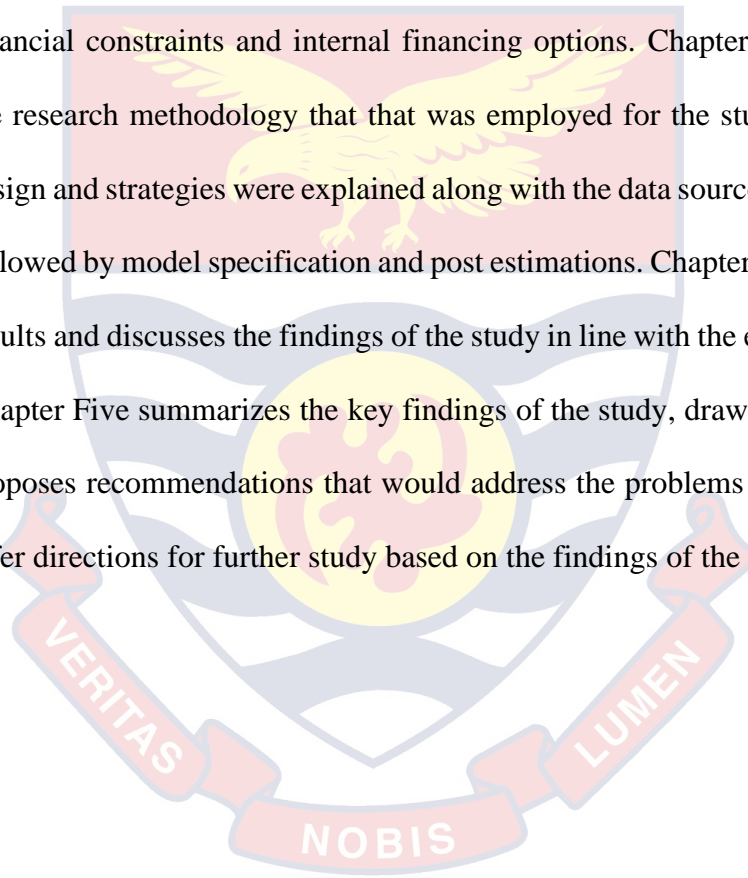 ancial constraints and internal financing options. Chapter
research methodology that that was employed for the stu
sign and strategies were explained along with the data source
lowed by model specification and post estimations. Chapter
ults and discusses the findings of the study in line with the
apter Five summarizes the key findings of the study, draw
oposes recommendations that would address the problems
fer directions for further study based on the findings of the
VERITAS
NOBIS
LUMEN